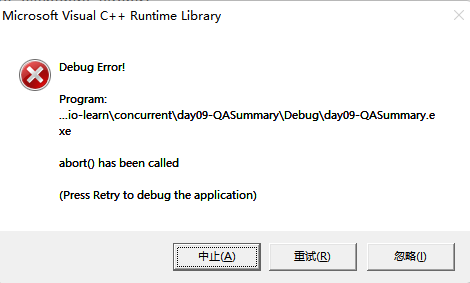 Microsoft Visual C++ Runtime Library
Debug Error!
Program:
...io-learn\concurrent\day09-QASummary\Debug\day09-QASummary.e
xe
abort() has been called
(Press Retry to debug the application)
中止(A) 重试(R) 忽略(I)